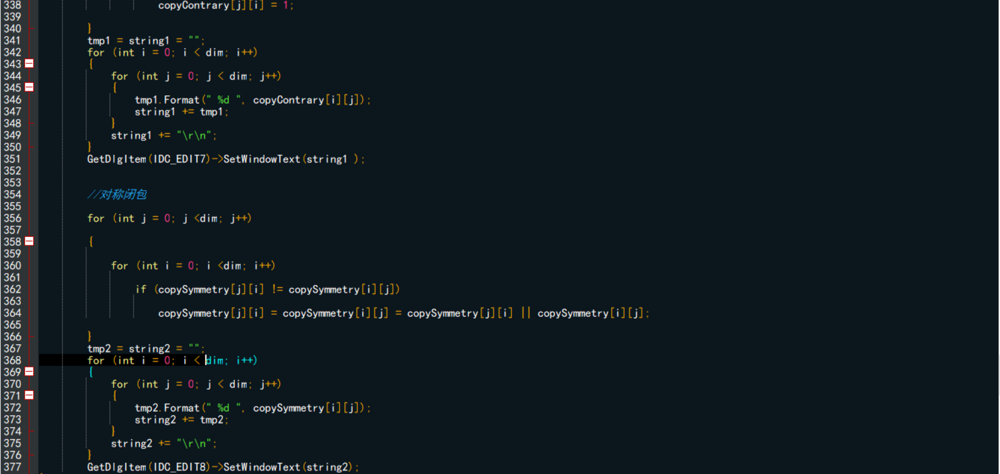 338 copyContrary[j][i] = 1;
339
340 }
341 tmp1 = string1 = "";
342 for (int i = 0; i < dim; i++)
343 {
344 for (int j = 0; j < dim; j++)
345 {
346 tmp1.Format(" %d ", copyContrary[i][j]);
347 string1 += tmp1;
348 }
349 string1 += "\r\n";
350 }
351 GetDlgItem(IDC_EDIT7)->SetWindowText(string1 );
352
353
354 //对称闭包
355
356 for (int j = 0; j <dim; j++)
357
358 {
359
360 for (int i = 0; i <dim; i++)
361
362 if (copySymmetry[j][i] != copySymmetry[i][j])
363
364 copySymmetry[j][i] = copySymmetry[i][j] = copySymmetry[j][i] || copySymmetry[i][j];
365
366 }
367 tmp2 = string2 = "";
368 for (int i = 0; i < dim; i++)
369 {
370 for (int j = 0; j < dim; j++)
371 {
372 tmp2.Format(" %d ", copySymmetry[i][j]);
373 string2 += tmp2;
374 }
375 string2 += "\r\n";
376 }
377 GetDlgItem(IDC_EDIT8)->SetWindowText(string2);